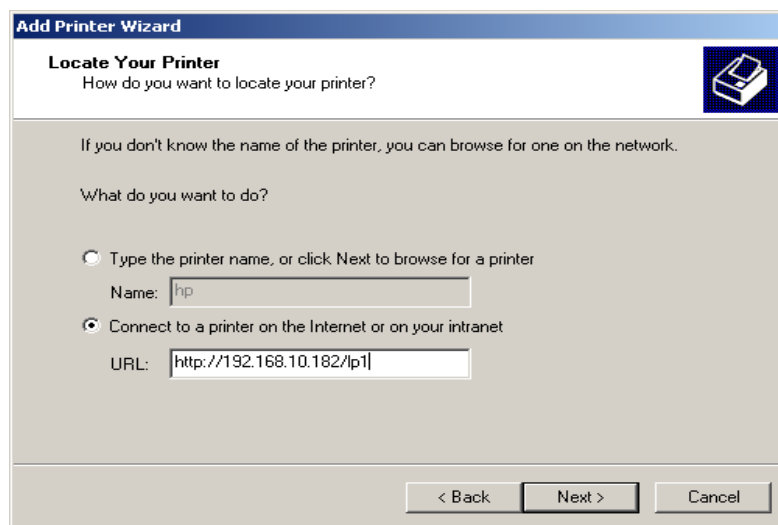 Add Printer Wizard
Locate Your Printer
How do you want to locate your printer?
If you don't know the name of the printer, you can browse for one on the network.
What do you want to do?
Type the printer name, or click Next to browse for a printer
Name: hp
Connect to a printer on the Internet or on your intranet
URL: http://192.168.10.182/lp1
< Back Next > Cancel